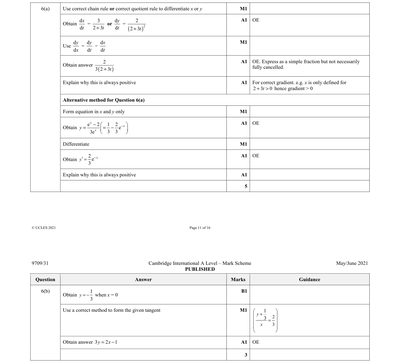 6(a) Use correct chain rule or correct quotient rule to differentiate x or y M1
Obtain dx/dt = 3/(2+3t) or dy/dt = 2/(2+3t)² A1 OE
Use dy/dx = dy/dt ÷ dx/dt M1
Obtain answer 2/(3(2+3t)) A1 OE. Express as a simple fraction but not necessarily
fully cancelled.
Explain why this is always positive A1 For correct gradient. e.g. x is only defined for
2 + 3t > 0 hence gradient > 0
Alternative method for Question 6(a)
Form equation in x and y only M1
Obtain y = (eˣ − 2)/(3eˣ) (= 1/3 − 2/3 e⁻ˣ) A1 OE
Differentiate M1
Obtain y′ = 2/3 e⁻ˣ A1 OE
Explain why this is always positive A1
5
© UCLES 2021 Page 11 of 16
9709/31 Cambridge International A Level – Mark Scheme May/June 2021
PUBLISHED
Question Answer Marks Guidance
6(b) Obtain y = −1/3 when x = 0 B1
Use a correct method to form the given tangent M1 ((y + 1/3)/x = 2/3)
Obtain answer 3y = 2x − 1 A1 OE
3